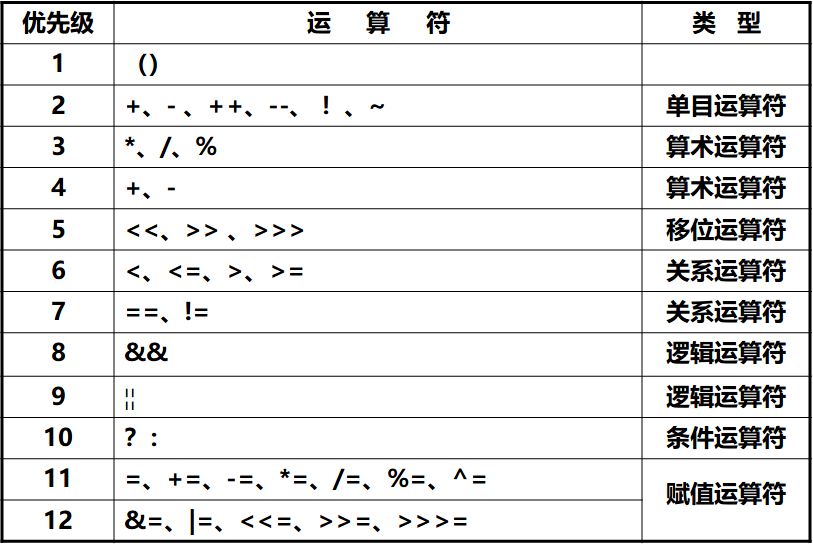 优先级 运 算 符 类 型
1 ()
2 +、- 、++、--、!、~ 单目运算符
3 *、/、% 算术运算符
4 +、- 算术运算符
5 <<、>> 、>>> 移位运算符
6 <、<=、>、>= 关系运算符
7 ==、!= 关系运算符
8 && 逻辑运算符
9 ¦¦ 逻辑运算符
10 ? : 条件运算符
11 =、+=、-=、*=、/=、%=、^= 赋值运算符
12 &=、|=、<<=、>>=、>>>=